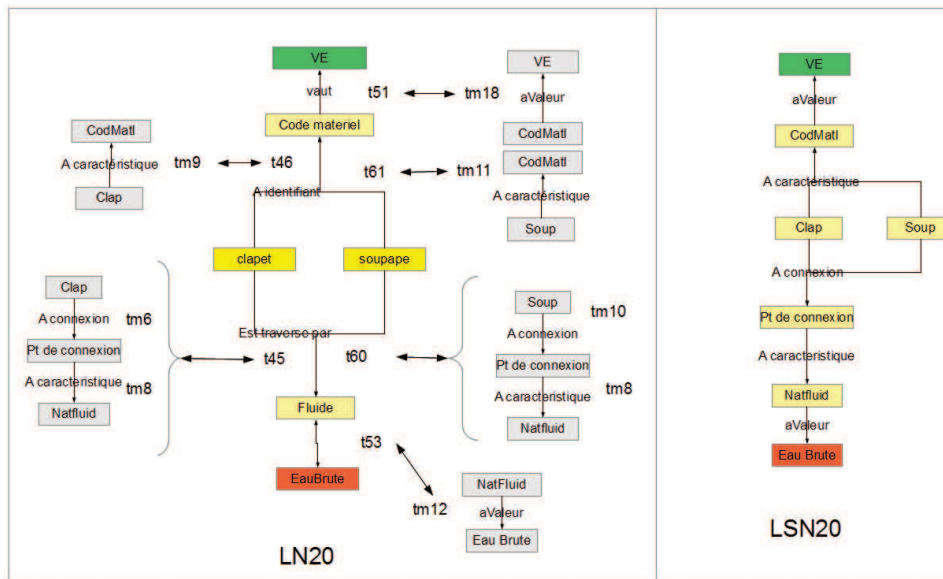 VE
vaut
t51
tm18
VE
aValeur
Code materiel
CodMatl
CodMatl
A caractéristique
tm9
t46
t61
tm11
CodMatl
A caractéristique
Clap
A identifiant
Soup
clapet
soupape
Clap
A connexion
tm6
Pt de connexion
A caracteristique
tm8
Natfluid
Est traverse par
t45
t60
Soup
tm10
A connexion
Pt de connexion
tm8
A caracteristique
Natfluid
Fluide
t53
EauBrute
tm12
NatFluid
aValeur
Eau Brute
LN20
VE
aValeur
CodMatl
A caractéristique
Clap
Soup
A connexion
Pt de connexion
A caracteristique
Natfluid
aValeur
Eau Brute
LSN20